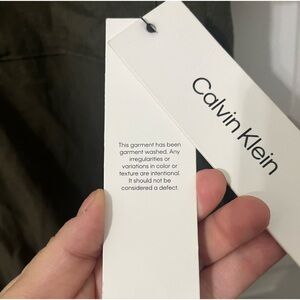 Calvin Klein
This garment has been
garment washed. Any
irregularities or
variations in color or
texture are intentional.
It should not be
considered a defect.